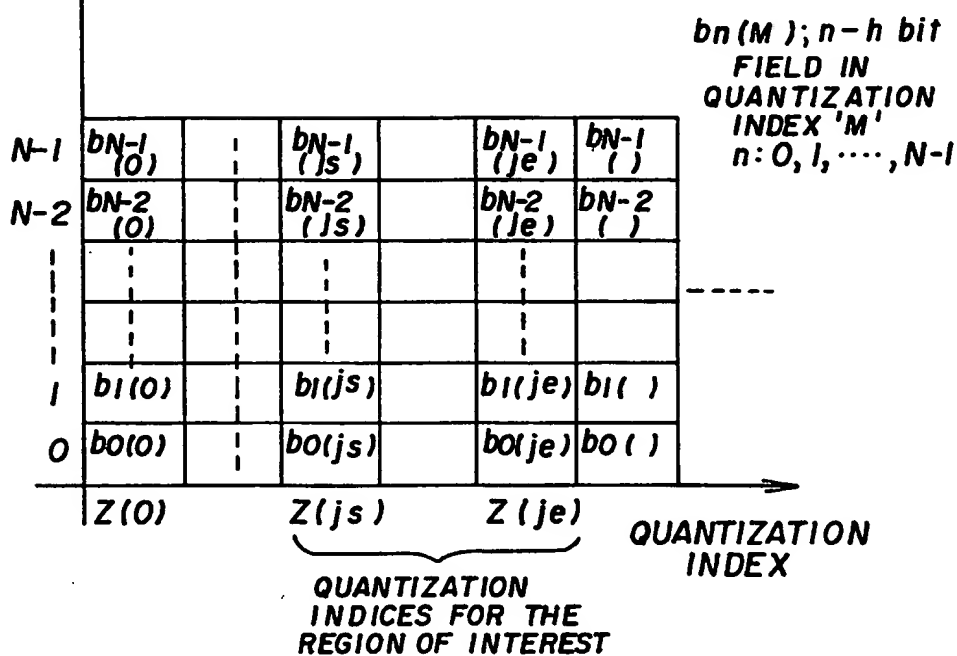 bn(M); n-h bit
FIELD IN
QUANTIZATION
INDEX 'M'
n: 0, 1, ····, N-1
N-1 bN-1 (0) bN-1 (js) bN-1 (je) bN-1 ( )
N-2 bN-2 (0) bN-2 (js) bN-2 (je) bN-2 ( )
1 b1(0) b1(js) b1(je) b1( )
0 b0(0) b0(js) b0(je) b0( )
Z(0) Z(js) Z(je)
QUANTIZATION
INDEX
QUANTIZATION
INDICES FOR THE
REGION OF INTEREST